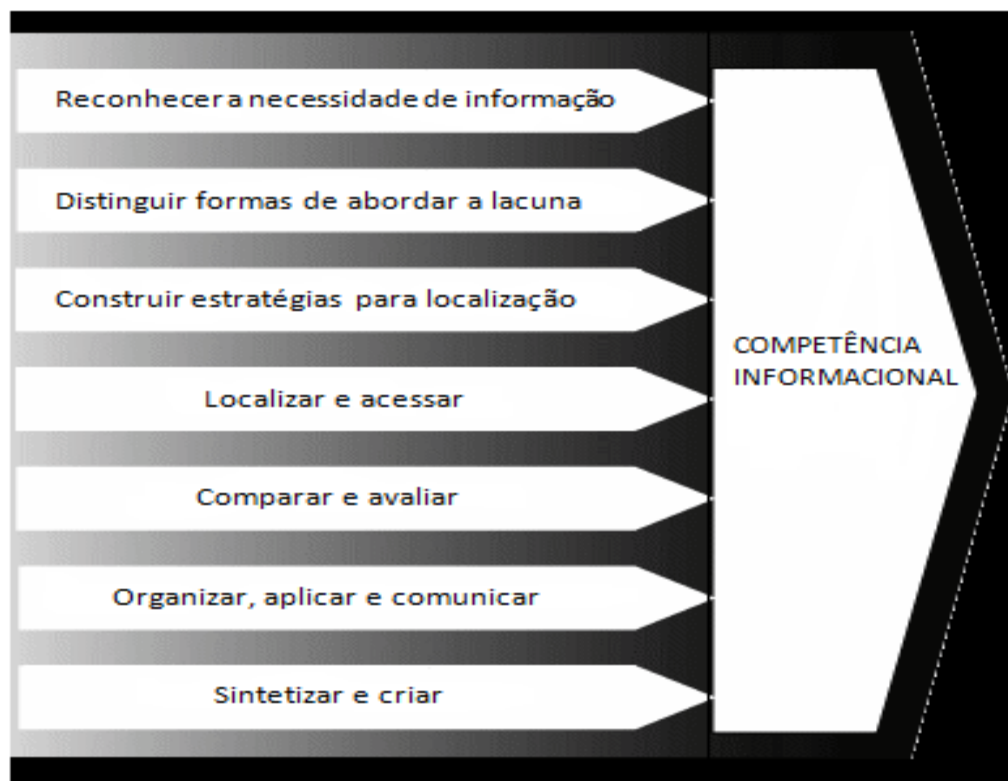 Reconhecer a necessidade de informação
Distinguir formas de abordar a lacuna
Construir estratégias para localização
Localizar e acessar
Comparar e avaliar
Organizar, aplicar e comunicar
Sintetizar e criar
COMPETÊNCIA
INFORMACIONAL